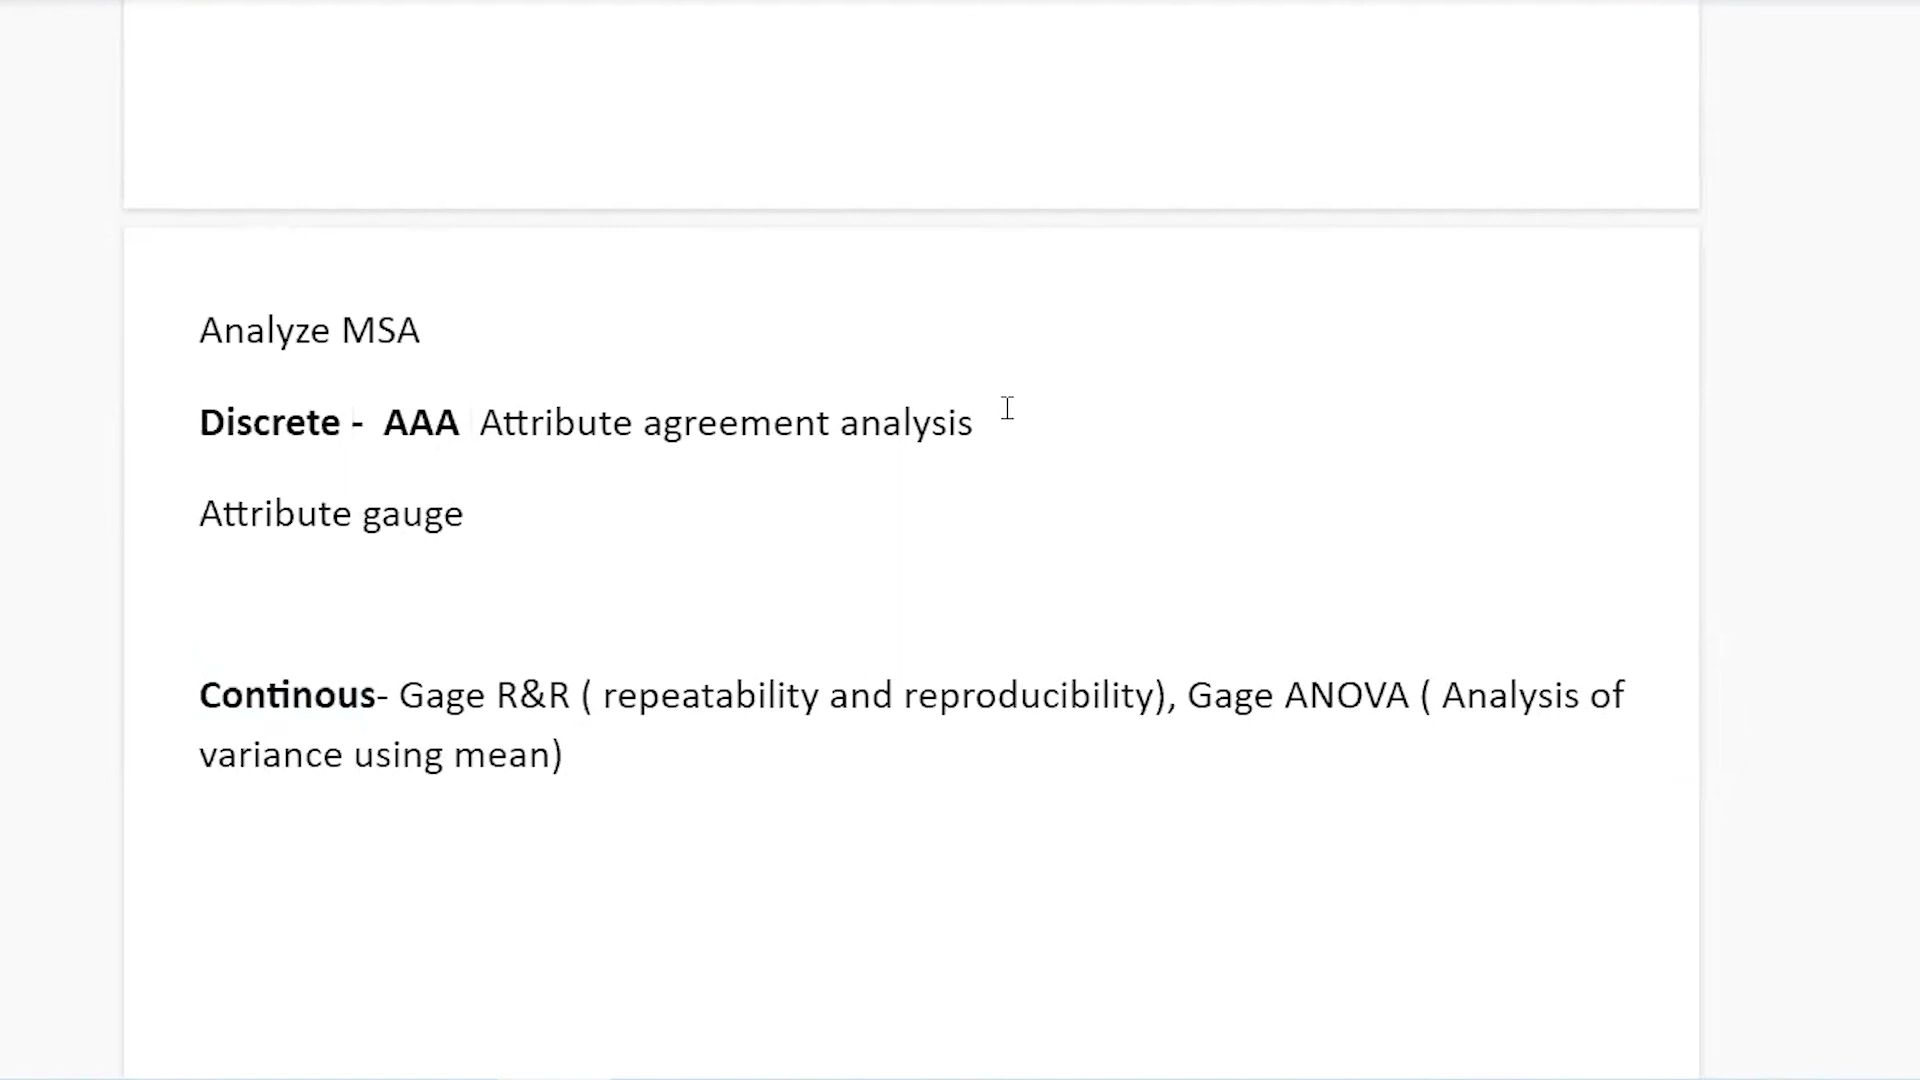 Analyze MSA
Discrete - AAA Attribute agreement analysis
Attribute gauge
Continous- Gage R&R ( repeatability and reproducibility), Gage ANOVA ( Analysis of
variance using mean)